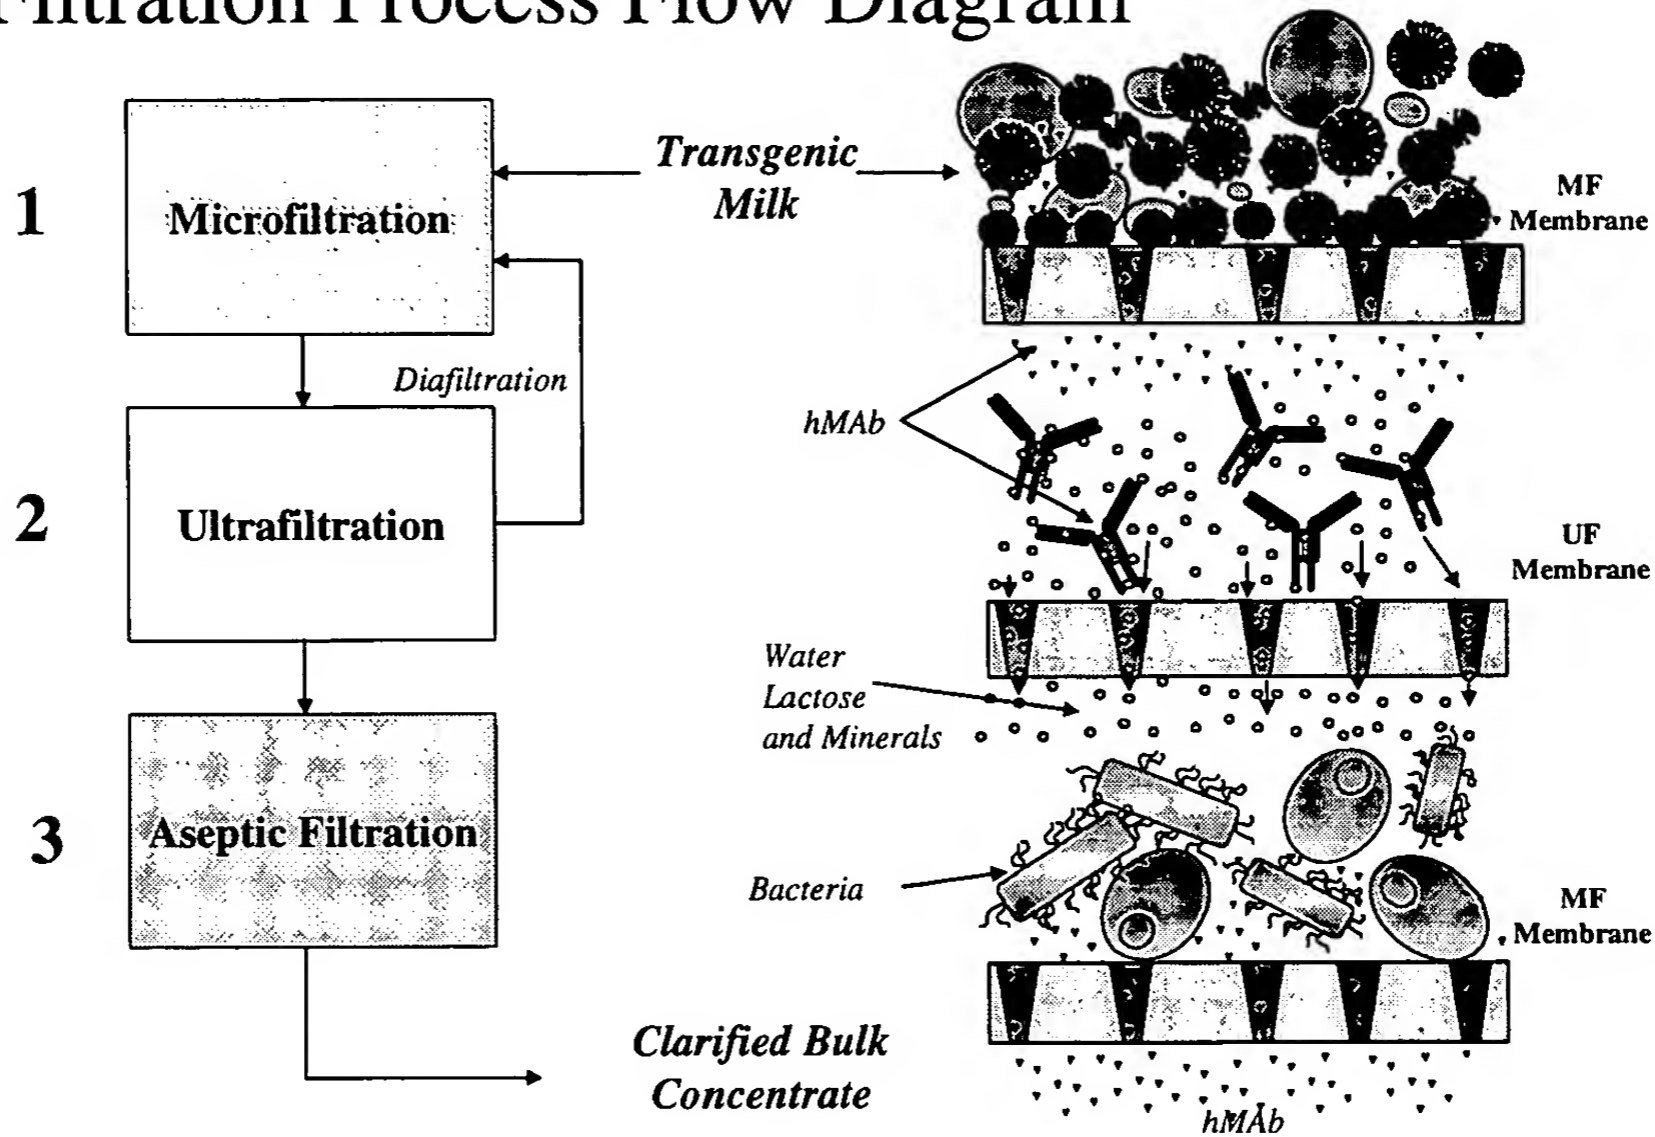 Filtration Process Flow Diagram
1
Microfiltration
Transgenic
Milk
MF
Membrane
Diafiltration
hMAb
2
Ultrafiltration
UF
Membrane
Water
Lactose
and Minerals
3
Aseptic Filtration
Bacteria
MF
Membrane
Clarified Bulk
Concentrate
hMAb